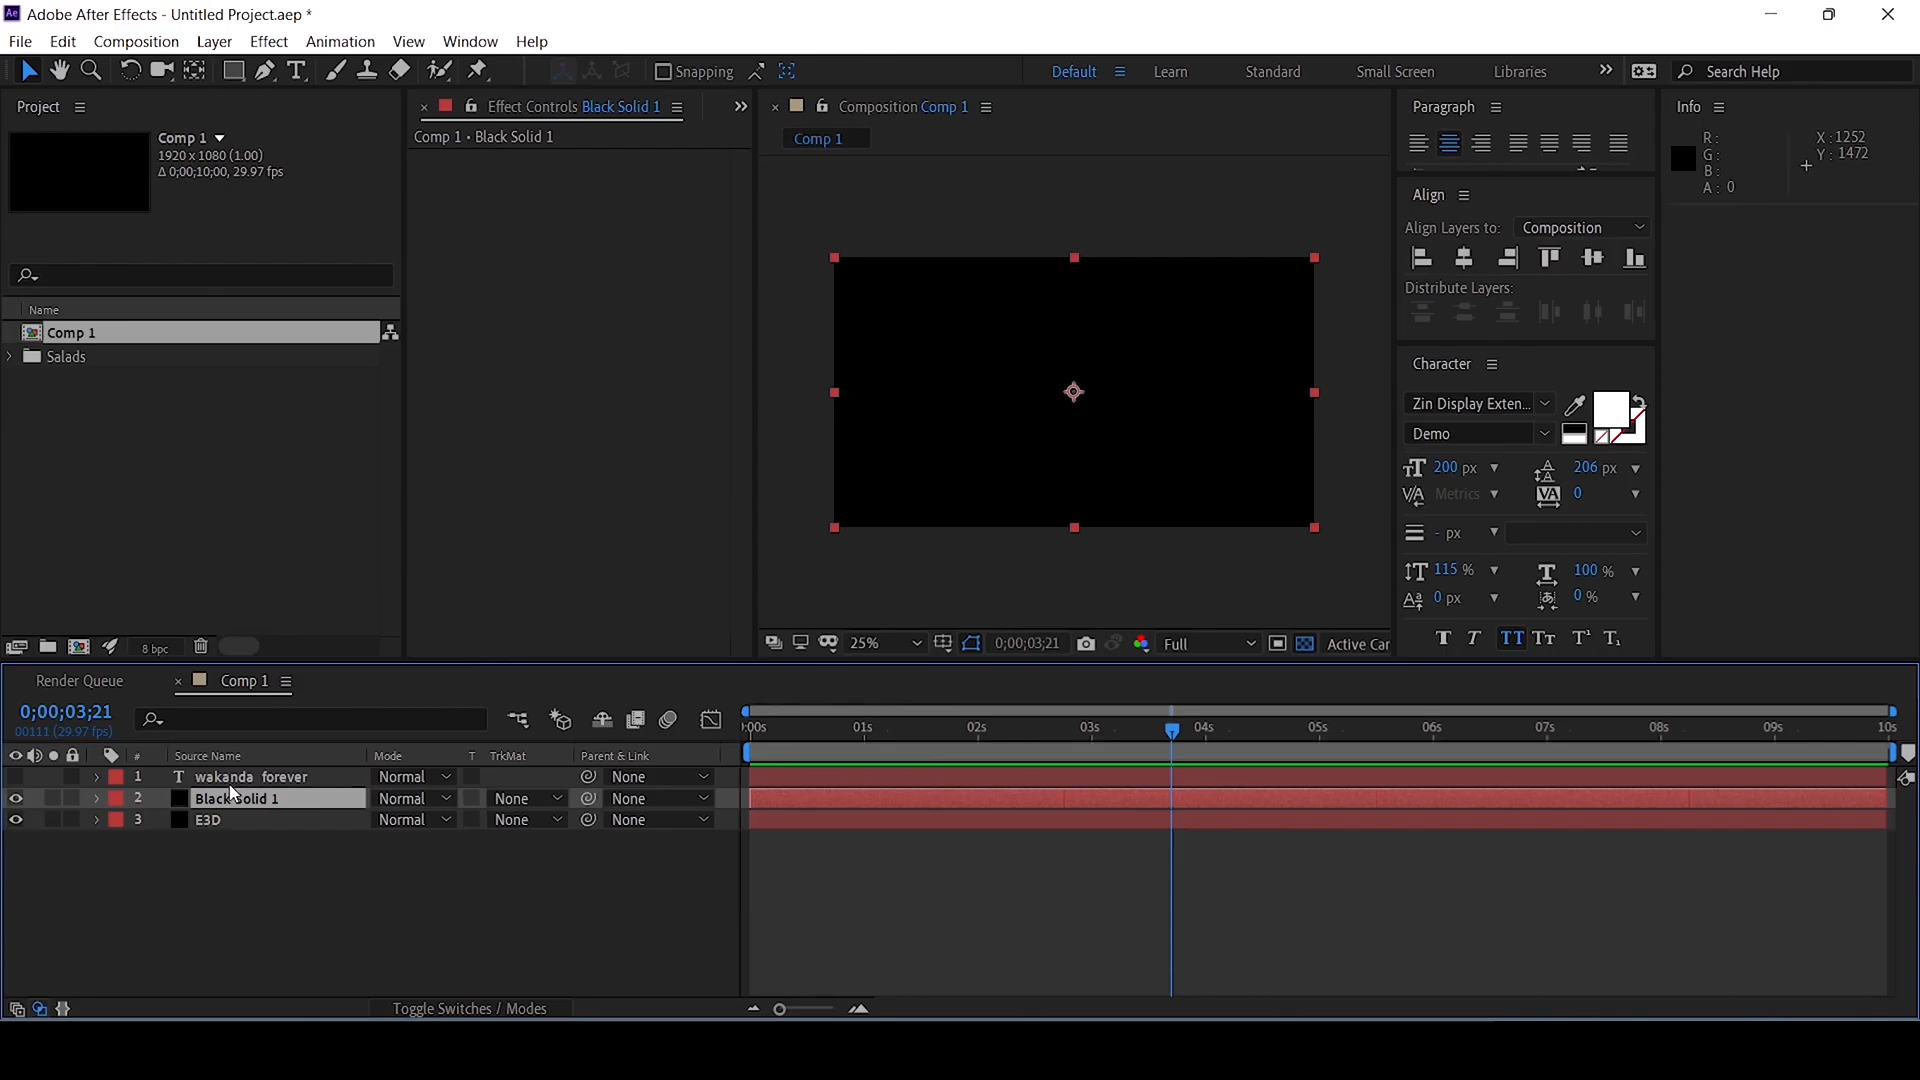 Ae Adobe After Effects - Untitled Project.aep *
File Edit Composition Layer Effect Animation View Window Help
Snapping Default Learn Standard Small Screen Libraries Search Help
Project
Comp 1
1920 x 1080 (1.00)
Δ 0;00;10;00, 29.97 fps
Name
Comp 1
Salads
8 bpc
Effect Controls Black Solid 1
Comp 1 • Black Solid 1
Composition Comp 1
Comp 1
25% 0;00;03;21 Full Active Car
Paragraph
Align
Align Layers to: Composition
Distribute Layers:
Character
Zin Display Exten...
Demo
200 px 206 px
Metrics 0
- px
115 % 100 %
0 px 0 %
Info
R:
G:
B:
A: 0
X : 1252
Y : 1472
Render Queue Comp 1
0;00;03;21
00111 (29.97 fps)
:00s 01s 02s 03s 04s 05s 06s 07s 08s 09s 10s
# Source Name Mode T TrkMat Parent & Link
1 T wakanda forever Normal None
2 Black Solid 1 Normal None None
3 E3D Normal None None
Toggle Switches / Modes